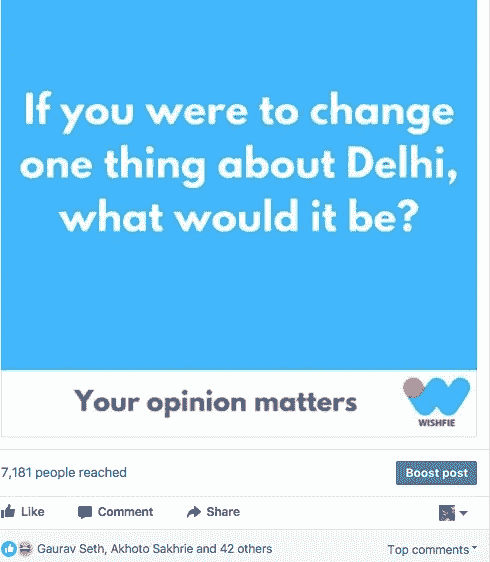 If you were to change
one thing about Delhi,
what would it be?
Your opinion matters
WISHFIE
7,181 people reached
Boost post
Like Comment Share
Gaurav Seth, Akhoto Sakhrie and 42 others
Top comments